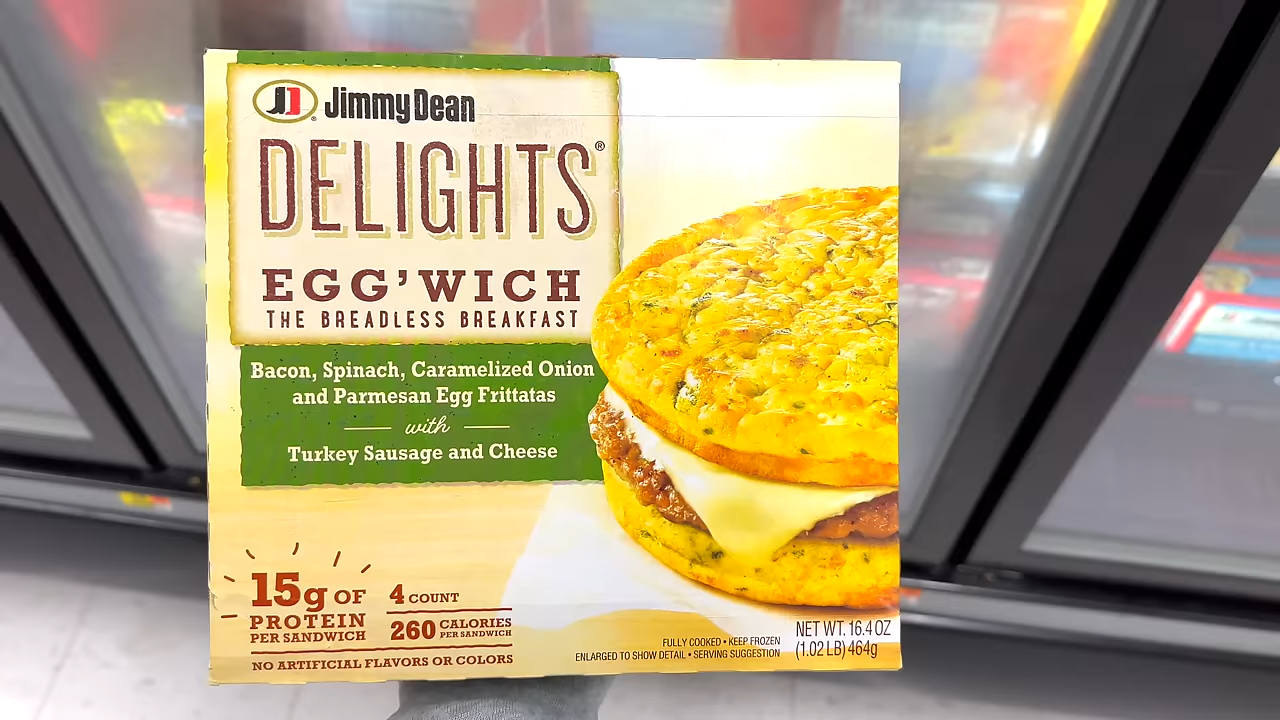 JimmyDean
DELIGHTS®
EGG'WICH
THE BREADLESS BREAKFAST
Bacon, Spinach, Caramelized Onion
and Parmesan Egg Frittatas
with
Turkey Sausage and Cheese
15g OF
PROTEIN
PER SANDWICH
4 COUNT
260 CALORIES
PER SANDWICH
NO ARTIFICIAL FLAVORS OR COLORS
FULLY COOKED • KEEP FROZEN
ENLARGED TO SHOW DETAIL • SERVING SUGGESTION
NET WT. 16.4 OZ
(1.02 LB) 464g